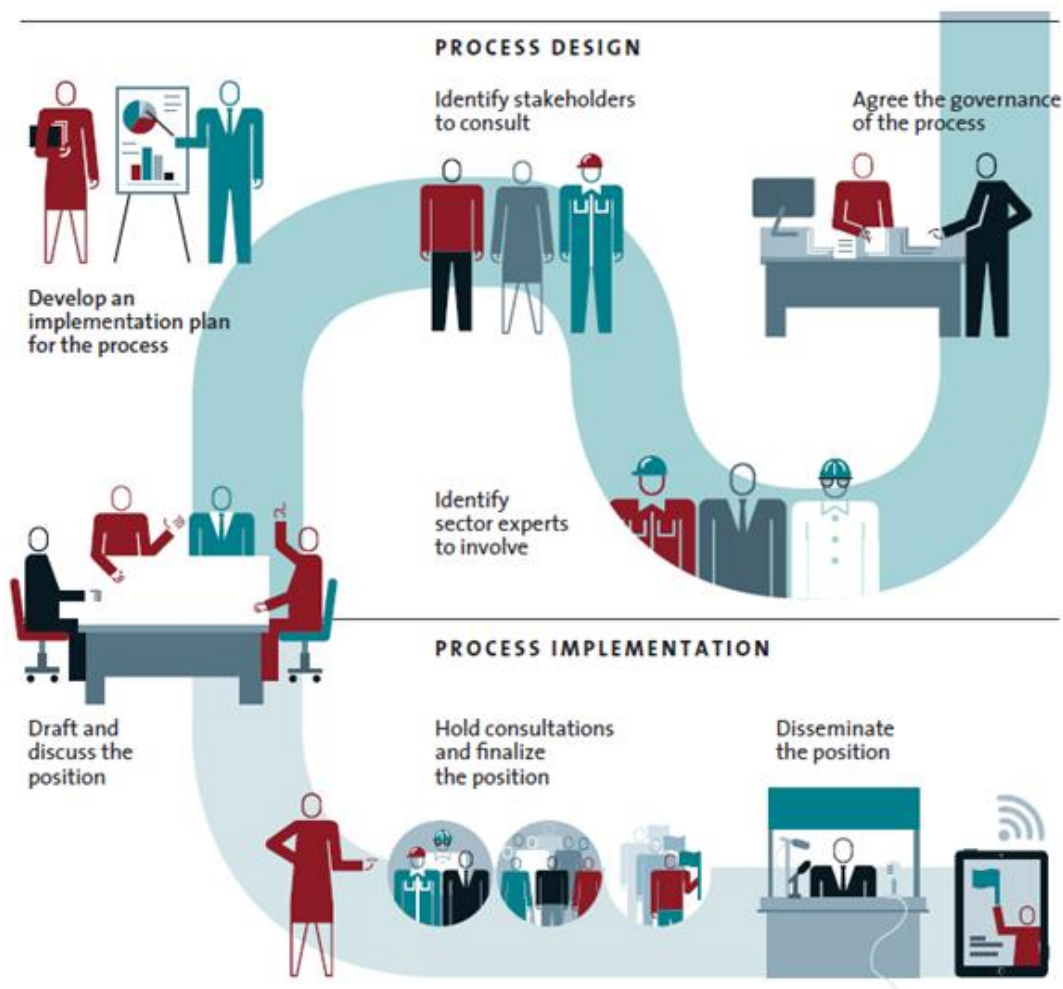 PROCESS DESIGN
Identify stakeholders
to consult
Agree the governance
of the process
Develop an
implementation plan
for the process
Identify
sector experts
to involve
PROCESS IMPLEMENTATION
Draft and
discuss the
position
Hold consultations
and finalize
the position
Disseminate
the position